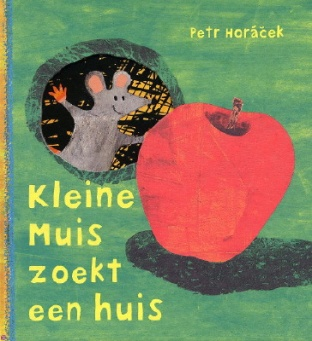 Petr Horáček
Kleine
Muis
zoekt
een huis